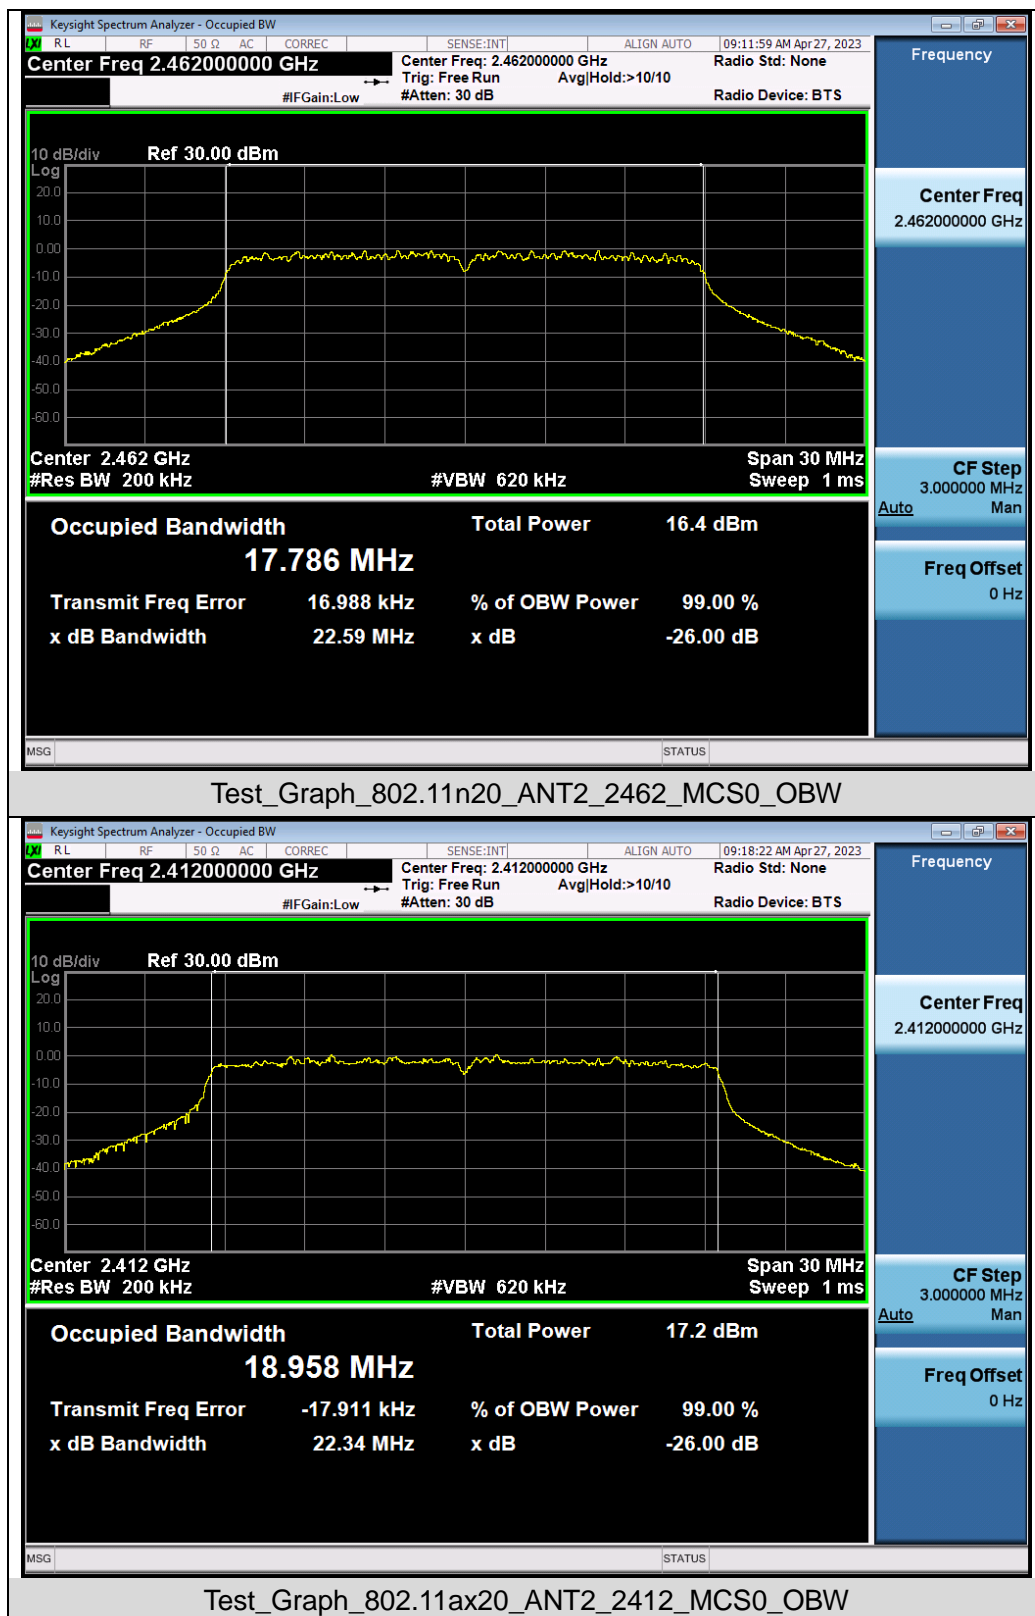 Keysight Spectrum Analyzer - Occupied BW
LXI RL RF 50 Ω AC CORREC SENSE:INT ALIGN AUTO 09:11:59 AM Apr 27, 2023
Center Freq 2.462000000 GHz
Center Freq: 2.462000000 GHz
Radio Std: None
Trig: Free Run Avg|Hold:>10/10
#IFGain:Low
#Atten: 30 dB
Radio Device: BTS
10 dB/div Ref 30.00 dBm
Log
20.0
10.0
0.00
-10.0
-20.0
-30.0
-40.0
-50.0
-60.0
Center 2.462 GHz Span 30 MHz
#Res BW 200 kHz #VBW 620 kHz Sweep 1 ms
Occupied Bandwidth Total Power 16.4 dBm
17.786 MHz
Transmit Freq Error 16.988 kHz % of OBW Power 99.00 %
x dB Bandwidth 22.59 MHz x dB -26.00 dB
MSG STATUS
Frequency
Center Freq
2.462000000 GHz
CF Step
3.000000 MHz
Auto Man
Freq Offset
0 Hz
Test_Graph_802.11n20_ANT2_2462_MCS0_OBW
Keysight Spectrum Analyzer - Occupied BW
LXI RL RF 50 Ω AC CORREC SENSE:INT ALIGN AUTO 09:18:22 AM Apr 27, 2023
Center Freq 2.412000000 GHz
Center Freq: 2.412000000 GHz
Radio Std: None
Trig: Free Run Avg|Hold:>10/10
#IFGain:Low
#Atten: 30 dB
Radio Device: BTS
10 dB/div Ref 30.00 dBm
Log
20.0
10.0
0.00
-10.0
-20.0
-30.0
-40.0
-50.0
-60.0
Center 2.412 GHz Span 30 MHz
#Res BW 200 kHz #VBW 620 kHz Sweep 1 ms
Occupied Bandwidth Total Power 17.2 dBm
18.958 MHz
Transmit Freq Error -17.911 kHz % of OBW Power 99.00 %
x dB Bandwidth 22.34 MHz x dB -26.00 dB
MSG STATUS
Frequency
Center Freq
2.412000000 GHz
CF Step
3.000000 MHz
Auto Man
Freq Offset
0 Hz
Test_Graph_802.11ax20_ANT2_2412_MCS0_OBW